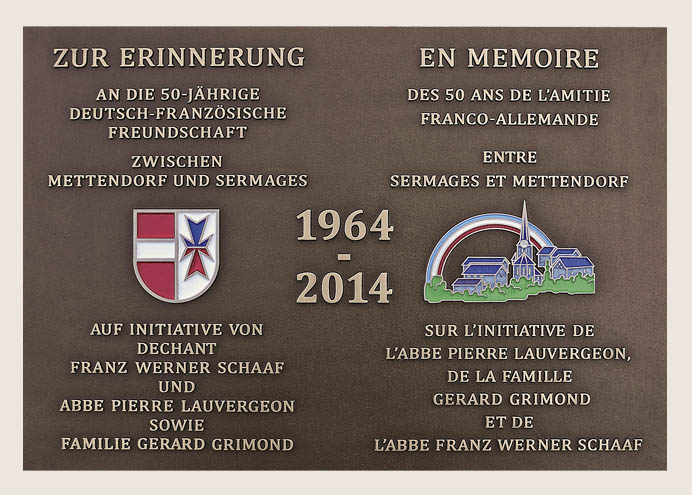 ZUR ERINNERUNG
AN DIE 50-JÄHRIGE
DEUTSCH-FRANZÖSISCHE
FREUNDSCHAFT
ZWISCHEN
METTENDORF UND SERMAGES
EN MEMOIRE
DES 50 ANS DE L'AMITIE
FRANCO-ALLEMANDE
ENTRE
SERMAGES ET METTENDORF
1964
-
2014
AUF INITIATIVE VON
DECHANT
FRANZ WERNER SCHAAF
UND
ABBE PIERRE LAUVERGEON
SOWIE
FAMILIE GERARD GRIMOND
SUR L'INITIATIVE DE
L'ABBE PIERRE LAUVERGEON,
DE LA FAMILLE
GERARD GRIMOND
ET DE
L'ABBE FRANZ WERNER SCHAAF